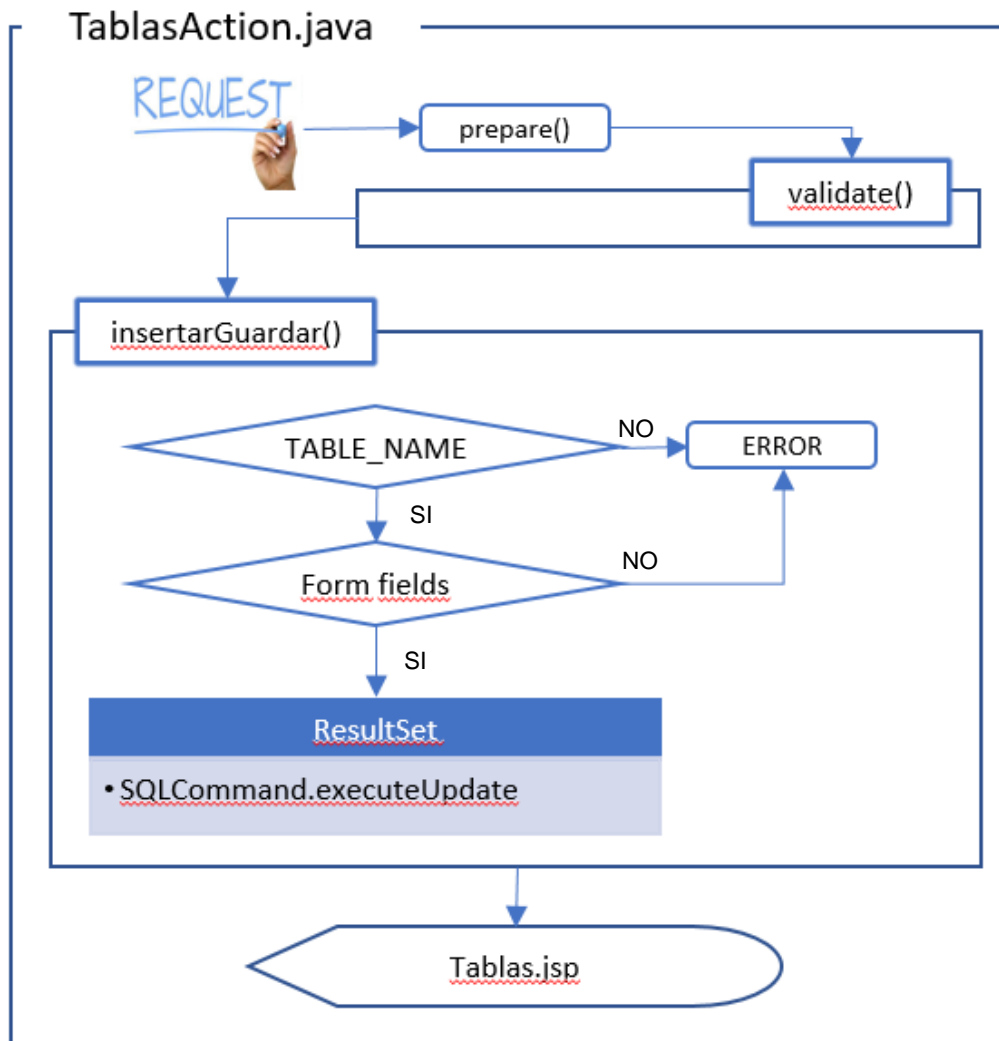 TablasAction.java
REQUEST
prepare()
validate()
insertarGuardar()
TABLE_NAME
NO
ERROR
SI
Form fields
NO
SI
ResultSet
• SQLCommand.executeUpdate
Tablas.jsp